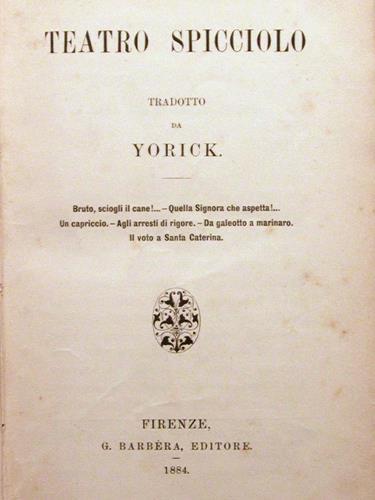 TEATRO SPICCIOLO
TRADOTTO
DA
YORICK.
Bruto, sciogli il cane!... – Quella Signora che aspetta!...
Un capriccio. – Agli arresti di rigore. – Da galeotto a marinaro.
Il voto a Santa Caterina.
FIRENZE,
G. BARBÈRA, EDITORE.
1884.